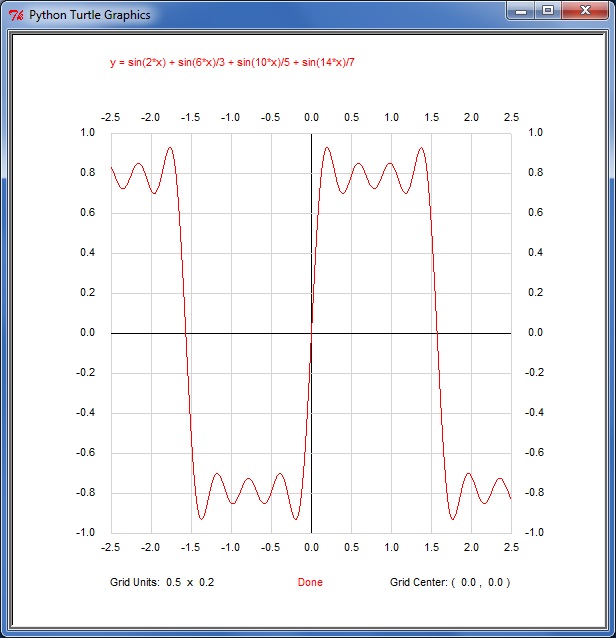 Python Turtle Graphics
y = sin(2*x) + sin(6*x)/3 + sin(10*x)/5 + sin(14*x)/7
-2.5 -2.0 -1.5 -1.0 -0.5 0.0 0.5 1.0 1.5 2.0 2.5
1.0 1.0
0.8 0.8
0.6 0.6
0.4 0.4
0.2 0.2
0.0 0.0
-0.2 -0.2
-0.4 -0.4
-0.6 -0.6
-0.8 -0.8
-1.0 -1.0
-2.5 -2.0 -1.5 -1.0 -0.5 0.0 0.5 1.0 1.5 2.0 2.5
Grid Units: 0.5 x 0.2 Done Grid Center: ( 0.0 , 0.0 )